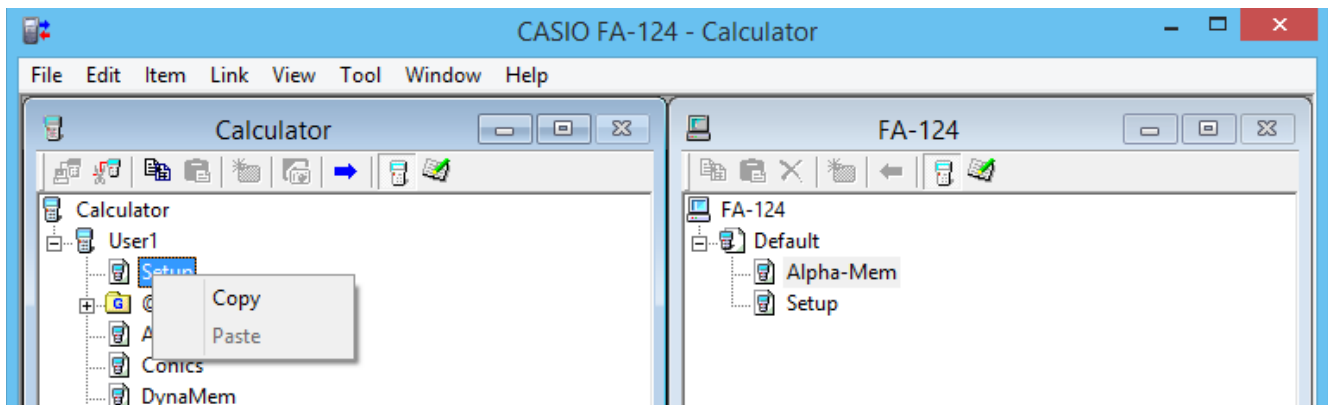 CASIO FA-124 - Calculator
File Edit Item Link View Tool Window Help
Calculator
Calculator
User1
Setup
G
A
Conics
DynaMem
Copy
Paste
FA-124
FA-124
Default
Alpha-Mem
Setup